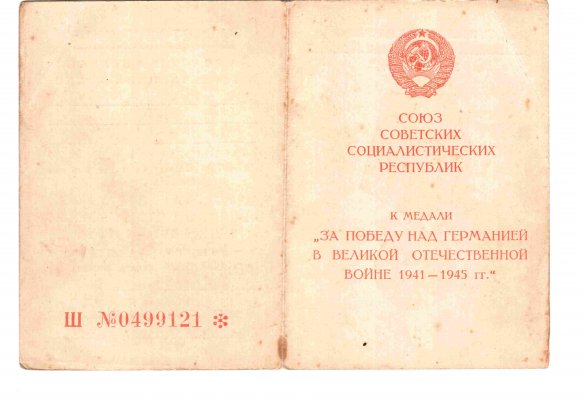 Ш №0499121 ✻
СОЮЗ
СОВЕТСКИХ
СОЦИАЛИСТИЧЕСКИХ
РЕСПУБЛИК
К МЕДАЛИ
„ЗА ПОБЕДУ НАД ГЕРМАНИЕЙ
В ВЕЛИКОЙ ОТЕЧЕСТВЕННОЙ
ВОЙНЕ 1941—1945 гг.“